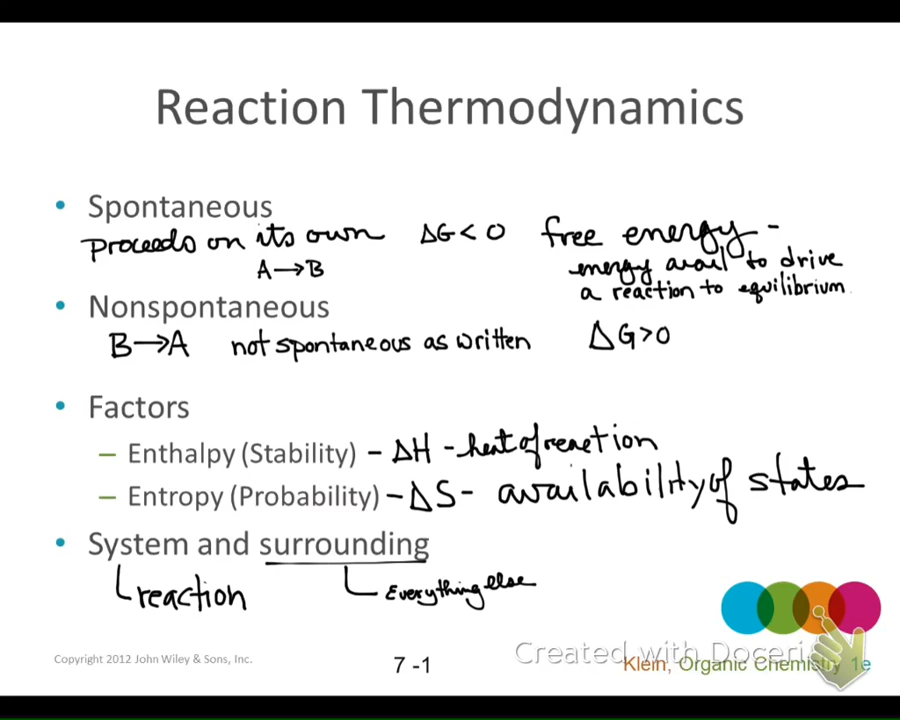 Reaction Thermodynamics
• Spontaneous
proceeds on its own ΔG < 0 free energy -
A → B energy avail to drive
a reaction to equilibrium.
• Nonspontaneous
B → A not spontaneous as written ΔG > 0
• Factors
– Enthalpy (Stability) - ΔH - heat of reaction
– Entropy (Probability) - ΔS - availability of states
• System and surrounding
reaction Everything else
Created with Doceri
Copyright 2012 John Wiley & Sons, Inc. 7 -1 Klein, Organic Chemistry 1e